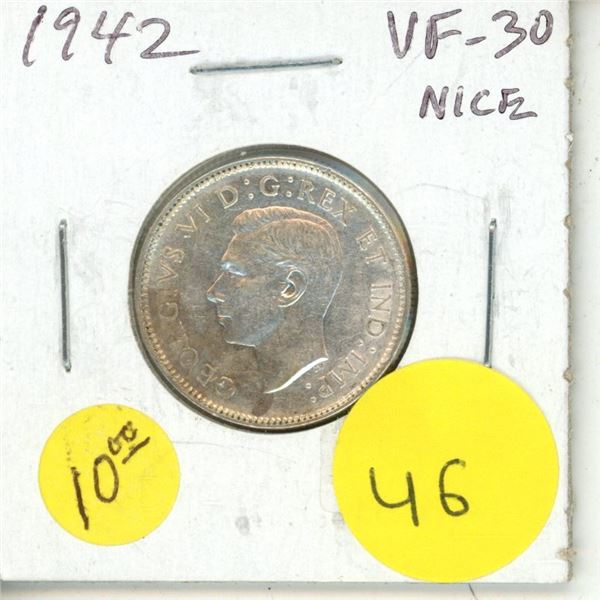 1942 VF-30
NICE
GEORGIVS VI D:G:REX ET IND:IMP:
10.00
46